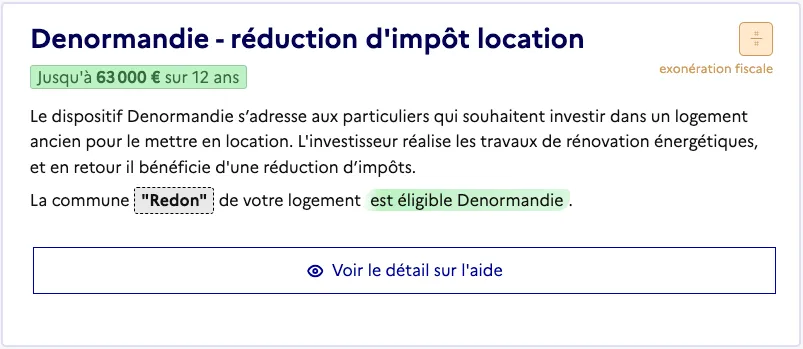 Denormandie - réduction d'impôt location
exonération fiscale
Jusqu'à 63 000 € sur 12 ans
Le dispositif Denormandie s’adresse aux particuliers qui souhaitent investir dans un logement
ancien pour le mettre en location. L'investisseur réalise les travaux de rénovation énergétiques,
et en retour il bénéficie d'une réduction d’impôts.
La commune "Redon" de votre logement est éligible Denormandie .
Voir le détail sur l'aide